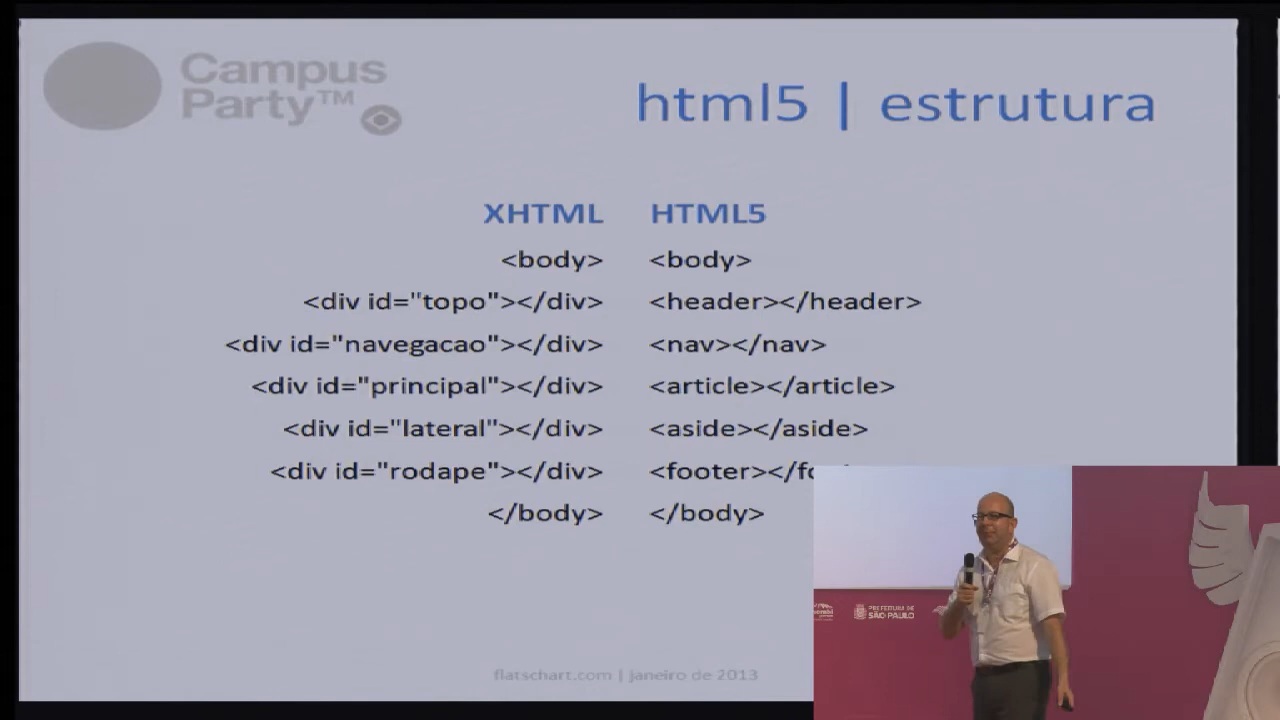 Campus
Party™
html5 | estrutura
XHTML HTML5
<body> <body>
<div id="topo"></div> <header></header>
<div id="navegacao"></div> <nav></nav>
<div id="principal"></div> <article></article>
<div id="lateral"></div> <aside></aside>
<div id="rodape"></div> <footer></fo
</body> </body>
PREFEITURA DE
SÃO PAULO
flatschart.com | janeiro de 2013